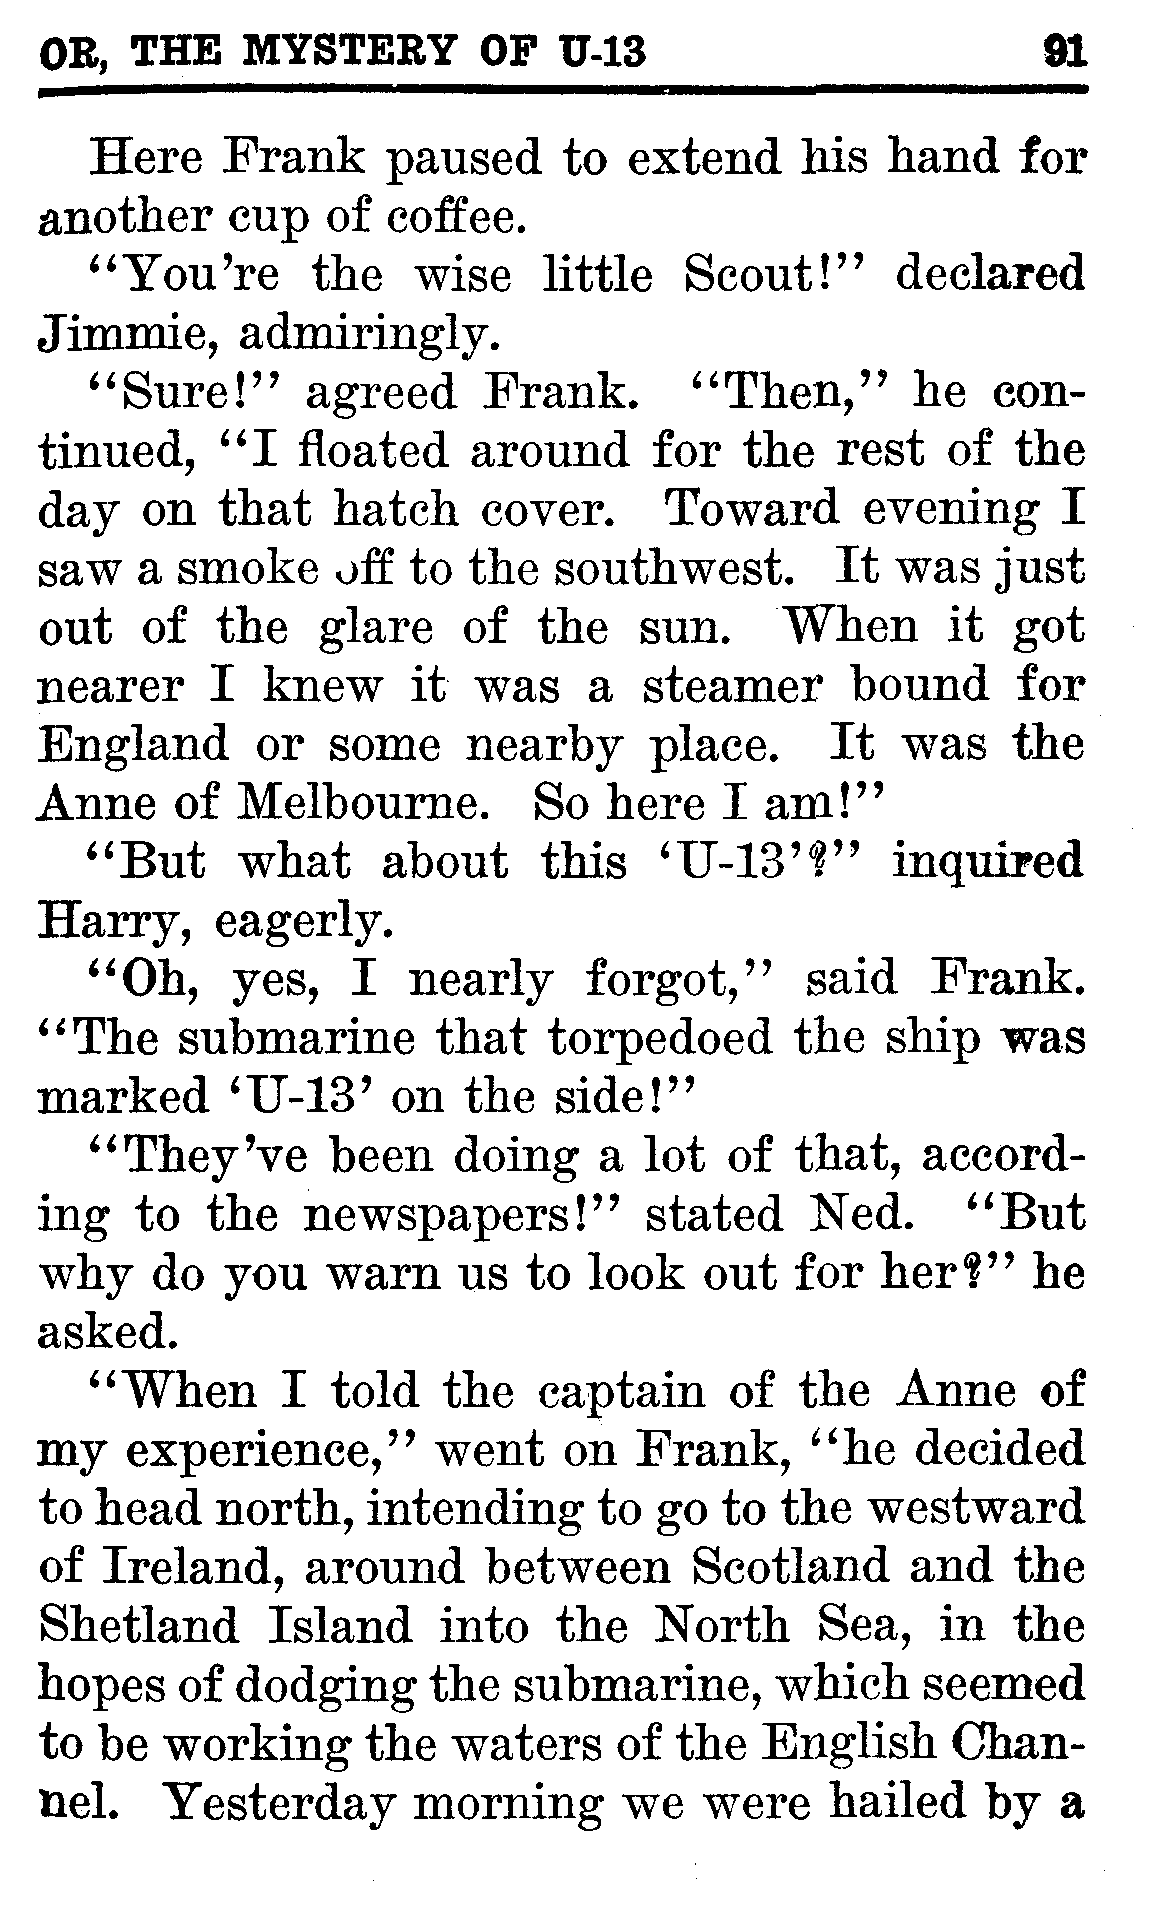 OR, THE MYSTERY OF U-13 91
Here Frank paused to extend his hand for
another cup of coffee.
"You're the wise little Scout!" declared
Jimmie, admiringly.
"Sure!" agreed Frank. "Then," he con-
tinued, "I floated around for the rest of the
day on that hatch cover. Toward evening I
saw a smoke off to the southwest. It was just
out of the glare of the sun. When it got
nearer I knew it was a steamer bound for
England or some nearby place. It was the
Anne of Melbourne. So here I am!"
"But what about this 'U-13'?" inquired
Harry, eagerly.
"Oh, yes, I nearly forgot," said Frank.
"The submarine that torpedoed the ship was
marked 'U-13' on the side!"
"They've been doing a lot of that, accord-
ing to the newspapers!" stated Ned. "But
why do you warn us to look out for her?" he
asked.
"When I told the captain of the Anne of
my experience," went on Frank, "he decided
to head north, intending to go to the westward
of Ireland, around between Scotland and the
Shetland Island into the North Sea, in the
hopes of dodging the submarine, which seemed
to be working the waters of the English Chan-
nel. Yesterday morning we were hailed by a